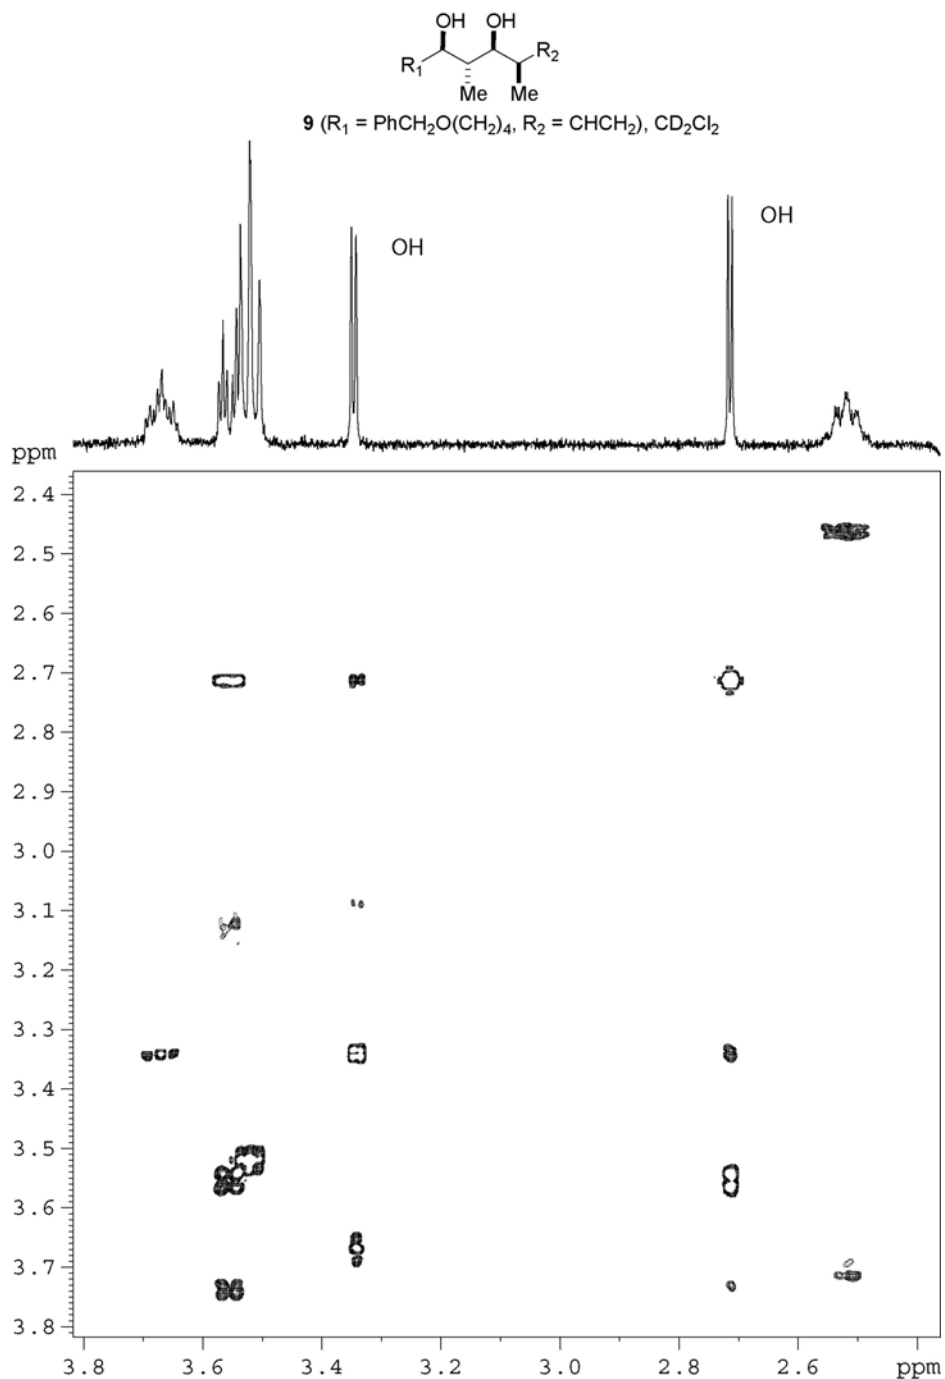 OH OH
R₁ R₂
Me Me
9 (R₁ = PhCH₂O(CH₂)₄, R₂ = CHCH₂), CD₂Cl₂
OH
OH
ppm
2.4
2.5
2.6
2.7
2.8
2.9
3.0
3.1
3.2
3.3
3.4
3.5
3.6
3.7
3.8
3.8 3.6 3.4 3.2 3.0 2.8 2.6 ppm